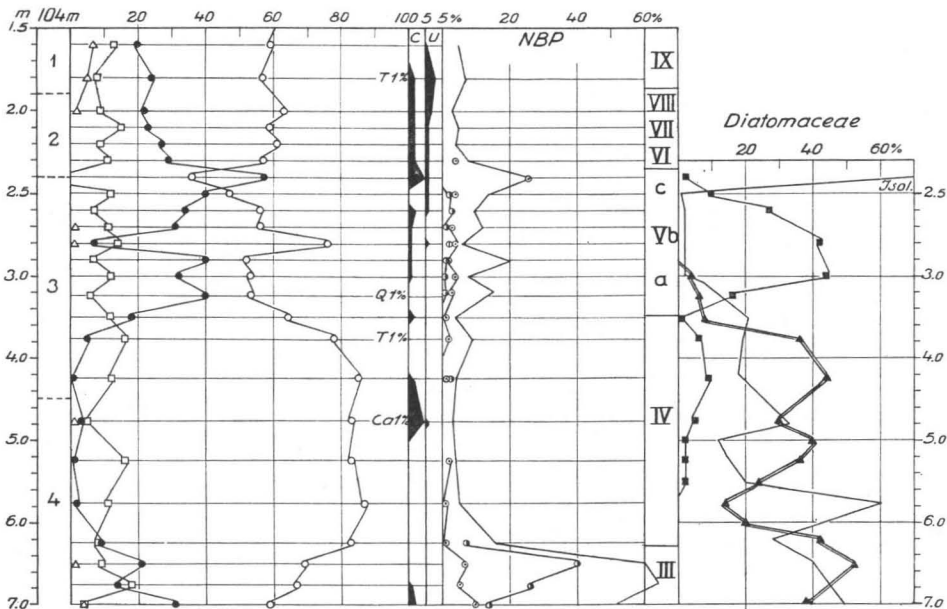 m 104m 20 40 60 80 100 5 5% 20 40 60%
1.5
C U NBP
1 T1% IX
2.0 VIII
2 VII
VI Diatomaceae
20 40 60%
c Jsol.
2.5 2.5
Vb
3.0 a 3.0
3 Q1%
T1%
4.0 4.0
Ca1% IV
5.0 5.0
4
6.0 6.0
III
7.0 7.0